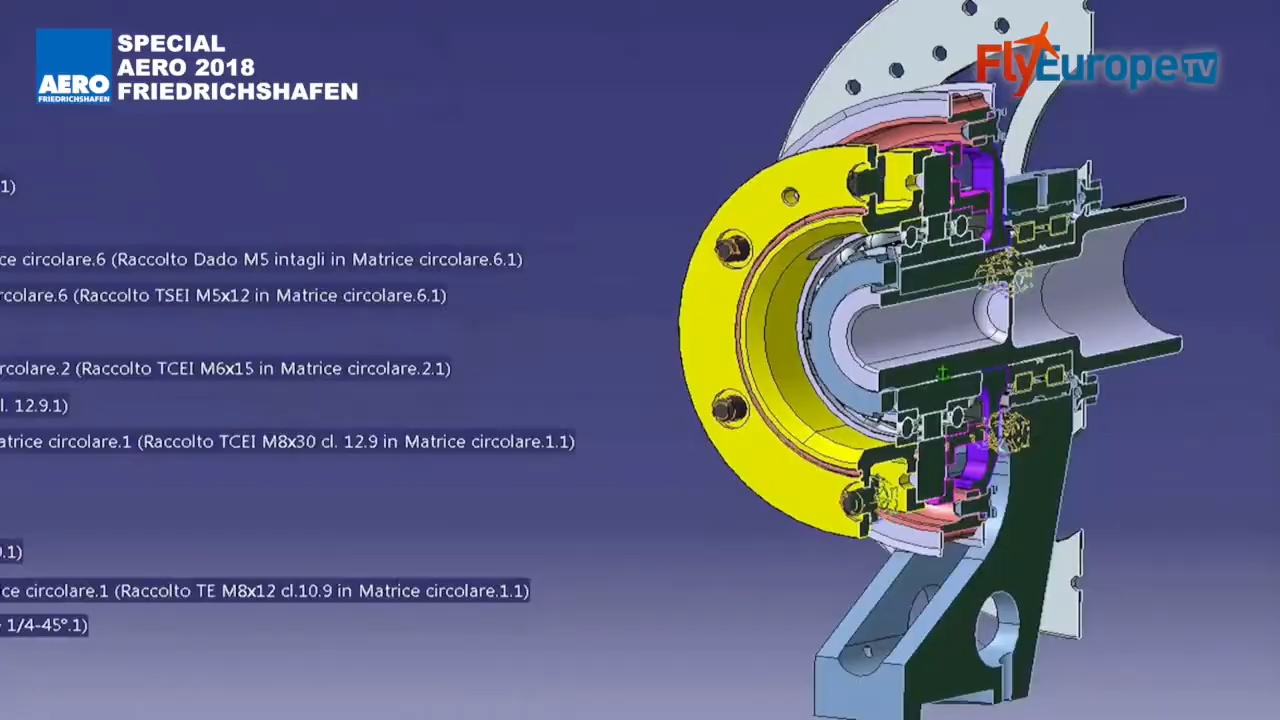 SPECIAL
AERO 2018
FRIEDRICHSHAFEN
AERO
FRIEDRICHSHAFEN
FlyEuropeTV
1)
ce circolare.6 (Raccolto Dado M5 intagli in Matrice circolare.6.1)
rcolare.6 (Raccolto TSEI M5x12 in Matrice circolare.6.1)
rcolare.2 (Raccolto TCEI M6x15 in Matrice circolare.2.1)
l. 12.9.1)
atrice circolare.1 (Raccolto TCEI M8x30 cl. 12.9 in Matrice circolare.1.1)
.1)
ce circolare.1 (Raccolto TE M8x12 cl.10.9 in Matrice circolare.1.1)
1/4-45°.1)